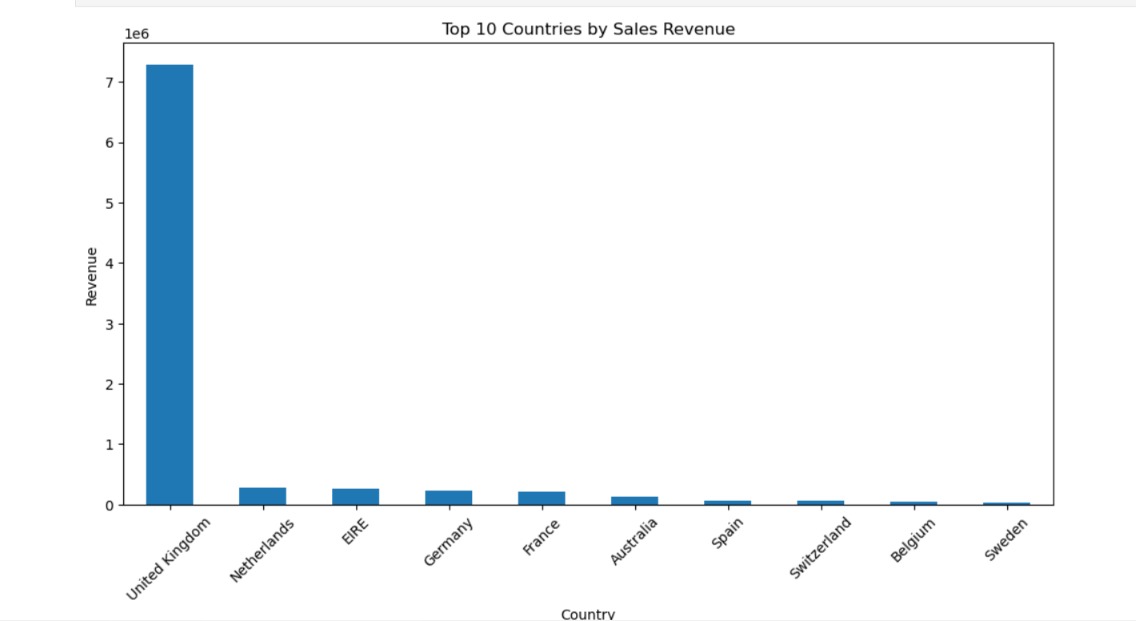 Top 10 Countries by Sales Revenue
1e6
7
6
5
4
3
2
1
0
Revenue
United Kingdom
Netherlands
EIRE
Germany
France
Australia
Spain
Switzerland
Belgium
Sweden
Country